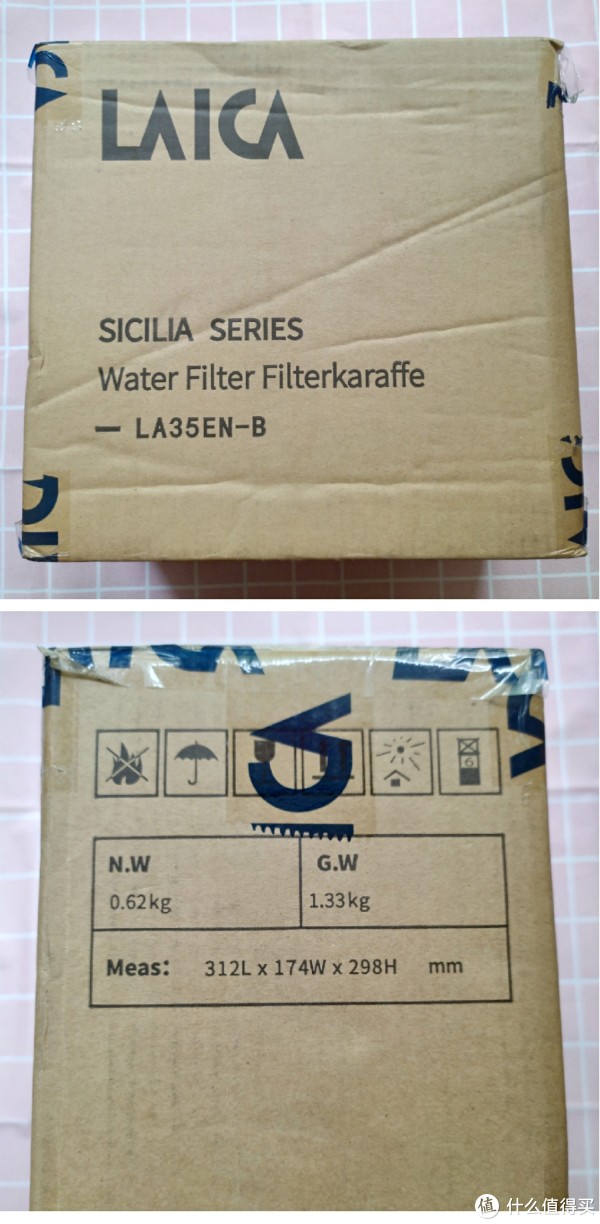 LAICA
SICILIA SERIES
Water Filter Filterkaraffe
— LA35EN-B
6
N.W
G.W
0.62kg
1.33kg
Meas: 312L x 174W x 298H mm
值 什么值得买